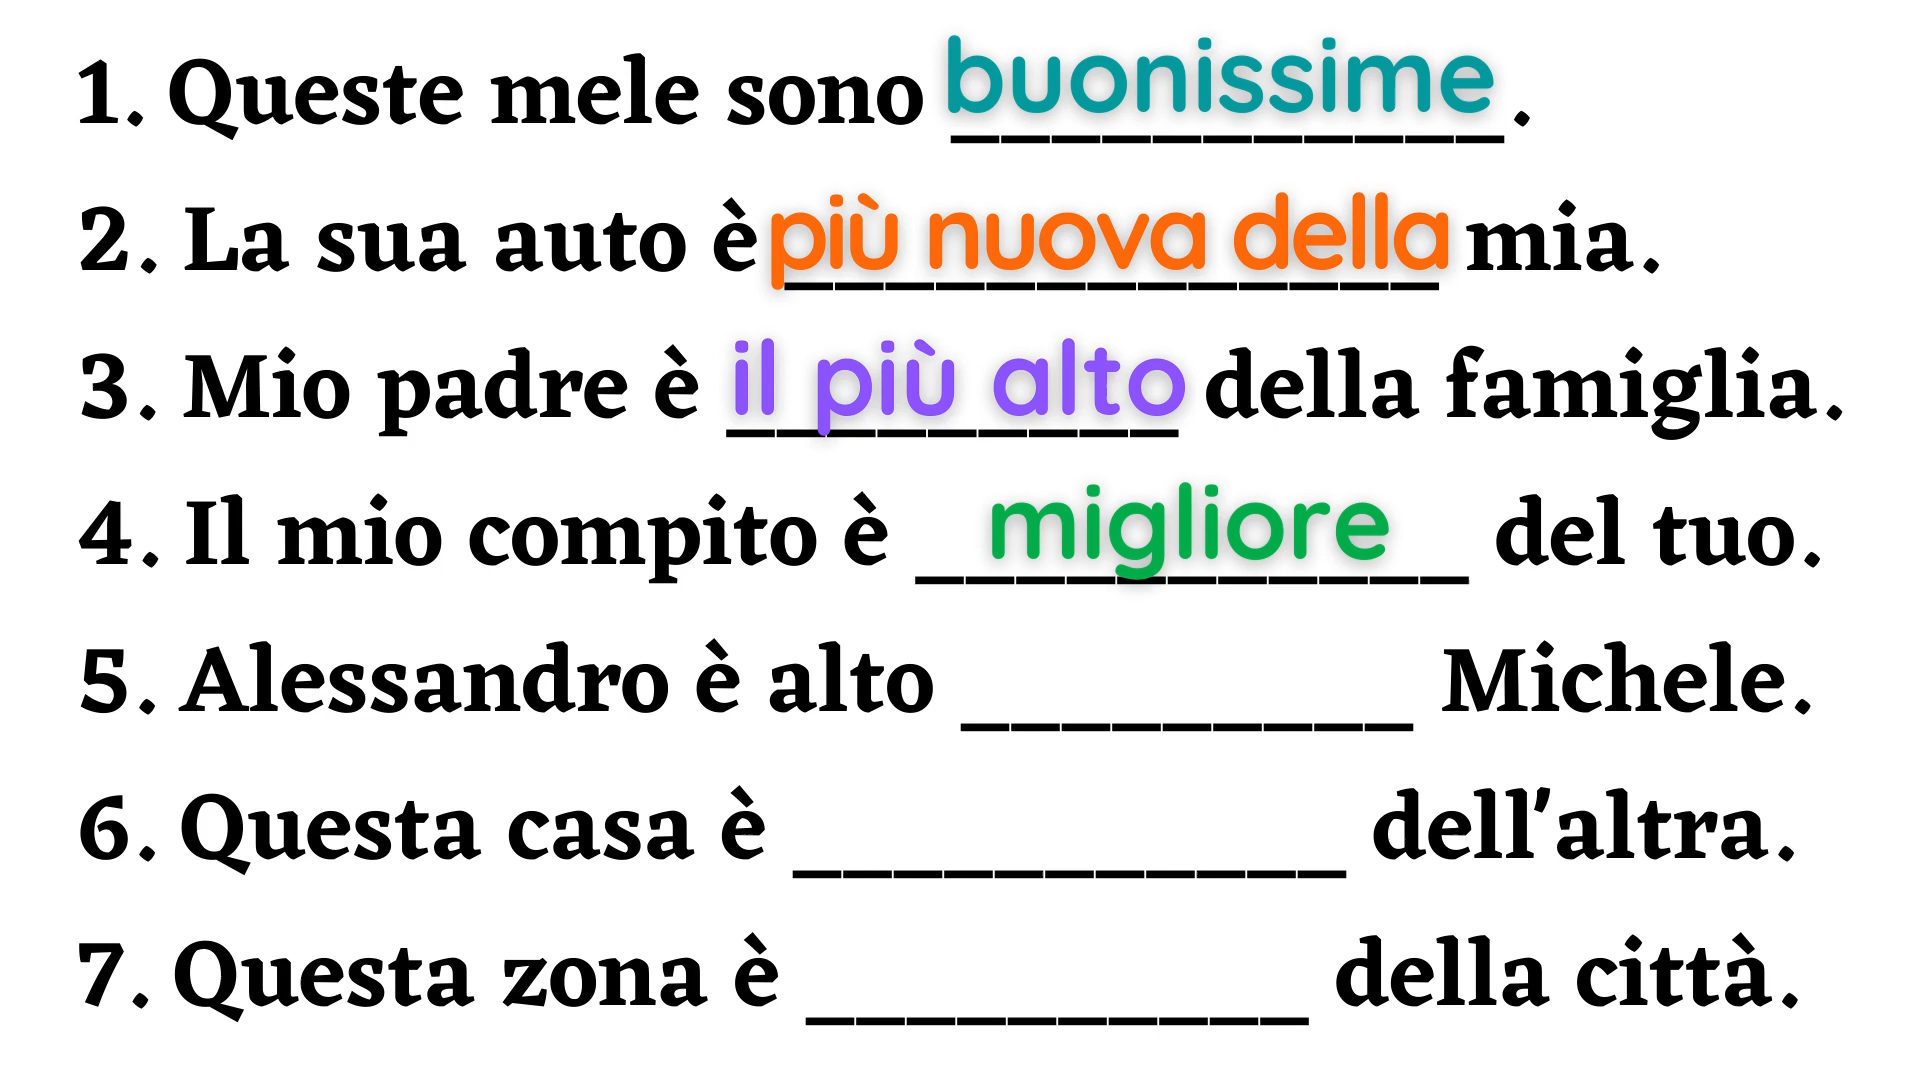 1. Queste mele sono buonissime.
2. La sua auto è più nuova della mia.
3. Mio padre è il più alto della famiglia.
4. Il mio compito è migliore del tuo.
5. Alessandro è alto _________ Michele.
6. Questa casa è ___________ dell'altra.
7. Questa zona è __________ della città.